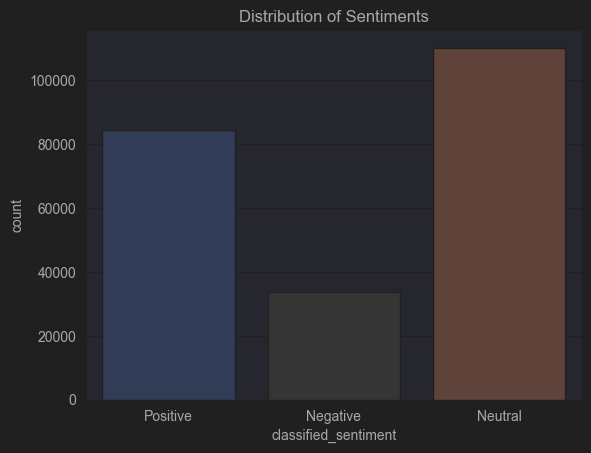 Distribution of Sentiments
100000
80000
60000
40000
20000
0
count
Positive Negative Neutral
classified_sentiment